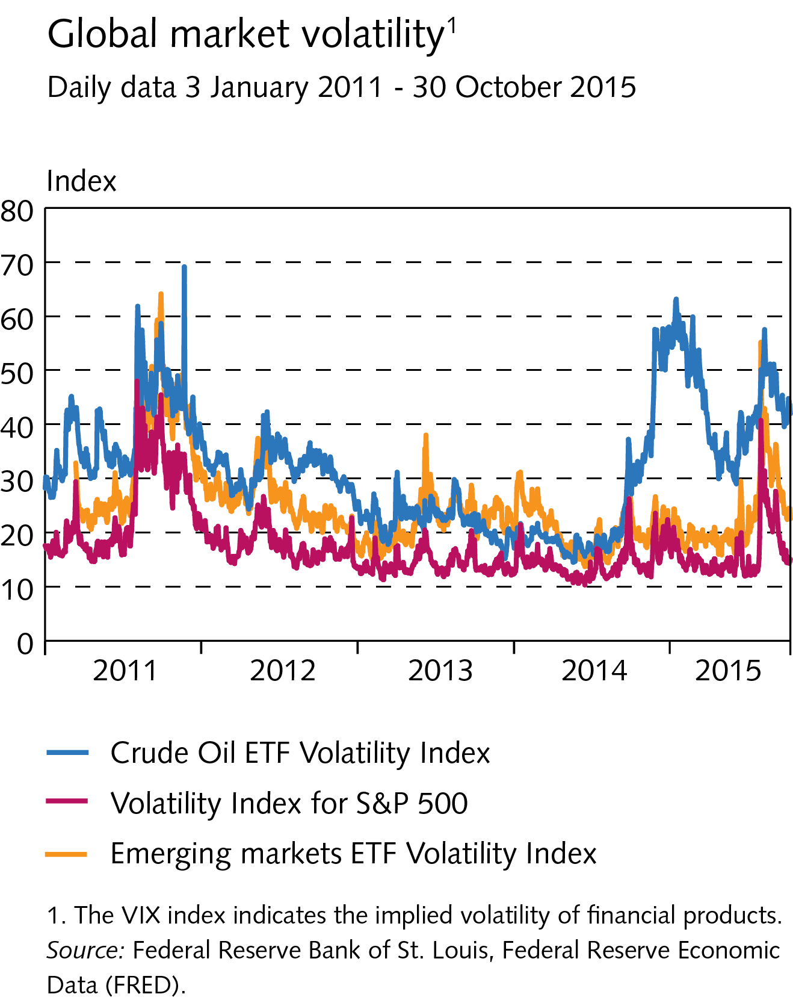 Global market volatility¹
Daily data 3 January 2011 - 30 October 2015
Index
80
70
60
50
40
30
20
10
0
2011 2012 2013 2014 2015
Crude Oil ETF Volatility Index
Volatility Index for S&P 500
Emerging markets ETF Volatility Index
1. The VIX index indicates the implied volatility of financial products.
Source: Federal Reserve Bank of St. Louis, Federal Reserve Economic
Data (FRED).